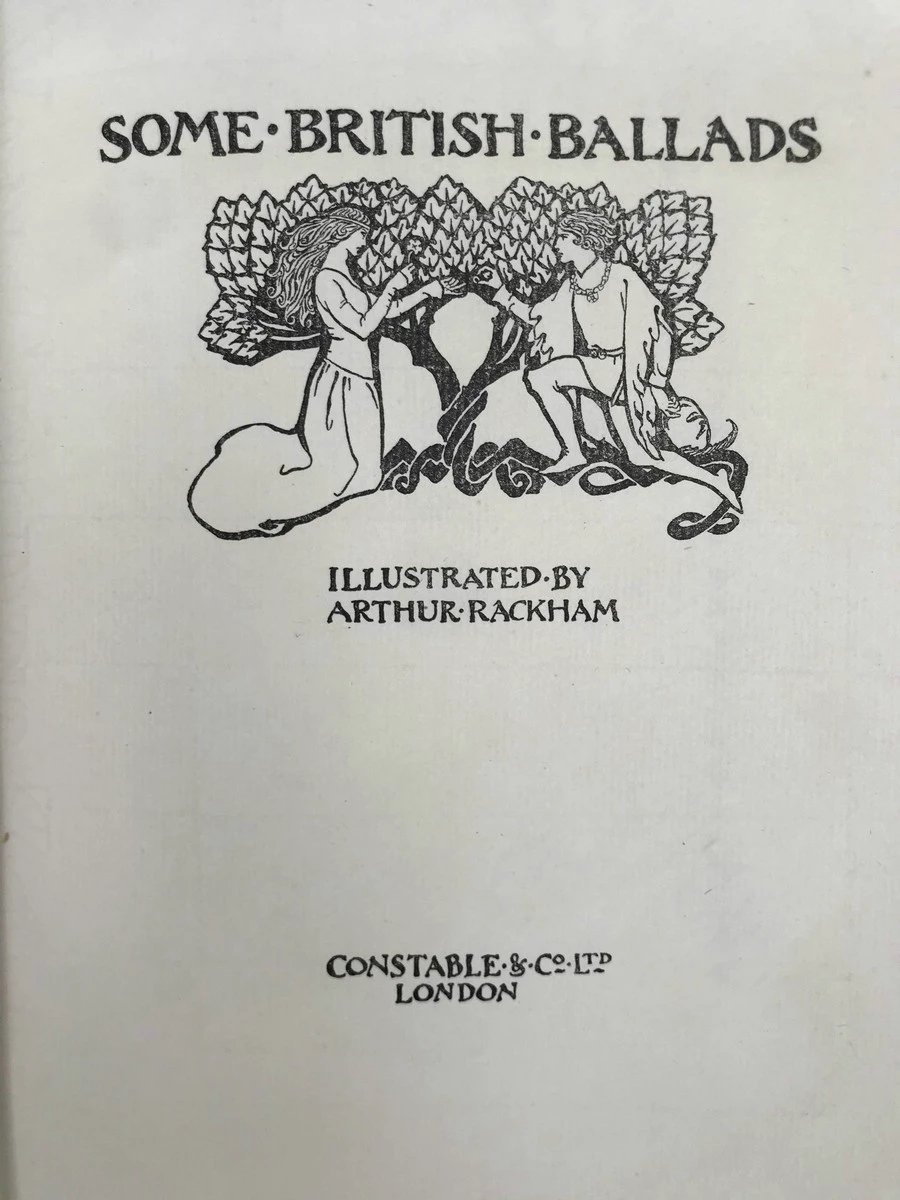 SOME·BRITISH·BALLADS
ILLUSTRATED·BY
ARTHUR·RACKHAM
CONSTABLE·&·Cº·LTD
LONDON